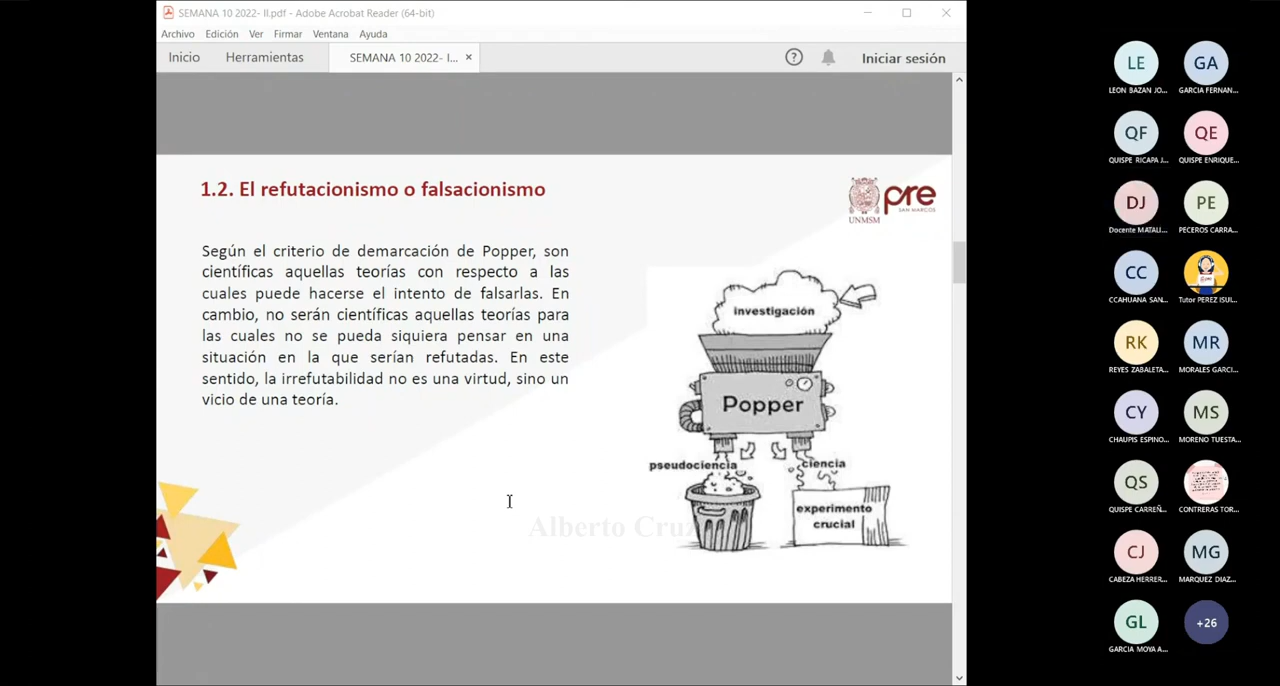 SEMANA 10 2022- II.pdf - Adobe Acrobat Reader (64-bit)
Archivo Edición Ver Firmar Ventana Ayuda
Inicio Herramientas SEMANA 10 2022- I... × Iniciar sesión
1.2. El refutacionismo o falsacionismo
UNMSM
pre
SAN MARCOS
Según el criterio de demarcación de Popper, son
científicas aquellas teorías con respecto a las
cuales puede hacerse el intento de falsarlas. En
cambio, no serán científicas aquellas teorías para
las cuales no se pueda siquiera pensar en una
situación en la que serían refutadas. En este
sentido, la irrefutabilidad no es una virtud, sino un
vicio de una teoría.
investigación
Popper
pseudociencia
ciencia
experimento
crucial
Alberto Cruz
LE GA
LEON BAZAN JO... GARCIA FERNAN...
QF QE
QUISPE RICAPA J... QUISPE ENRIQUE...
DJ PE
Docente MATALI... PECEROS CARRA...
CC
CCAHUANA SAN... Tutor PEREZ ISUI...
RK MR
REYES ZABALETA... MORALES GARCI...
CY MS
CHAUPIS ESPINO... MORENO TUESTA...
QS
QUISPE CARREÑ... CONTRERAS TOR...
CJ MG
CABEZA HERRER... MARQUEZ DIAZ...
GL +26
GARCIA MOYA A...